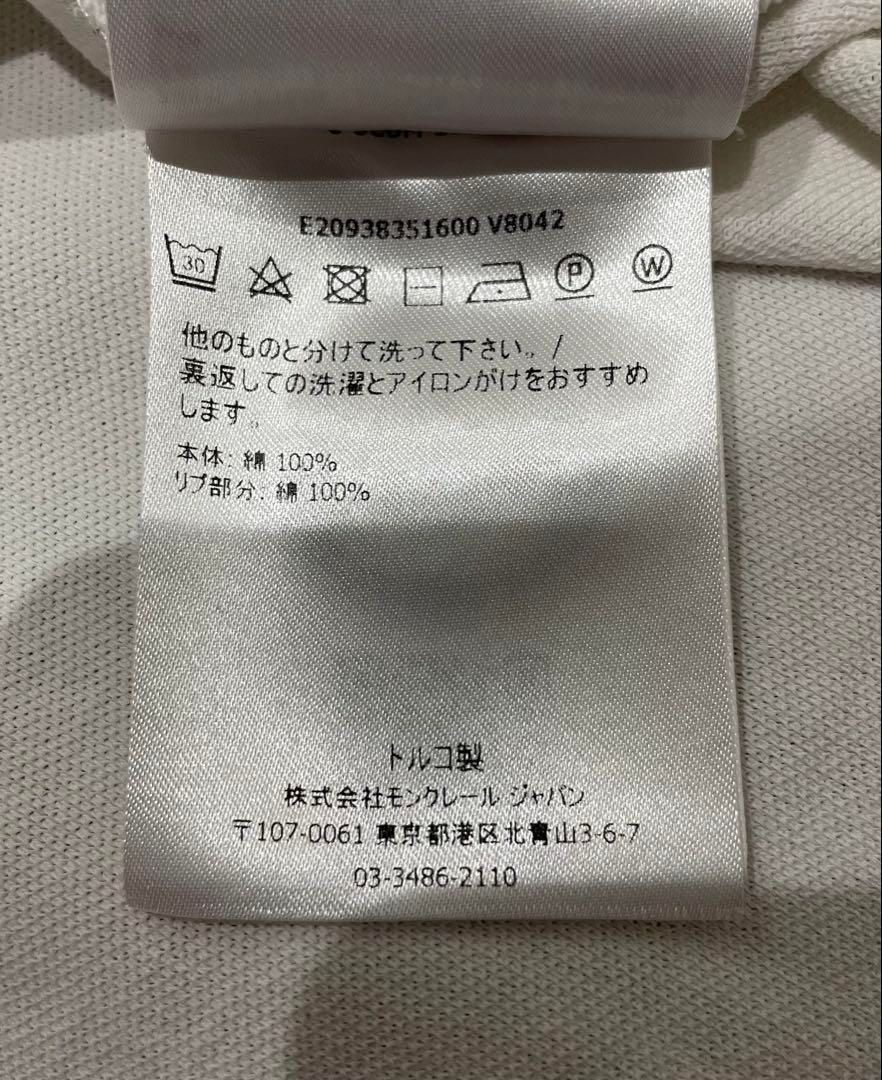 E20938351600 V8042
30
P
W
他のものと分けて洗って下さい。/
裏返しての洗濯とアイロンがけをおすすめ
します。
本体: 綿 100%
リブ部分: 綿 100%
トルコ製
株式会社モンクレール ジャパン
〒107-0061 東京都港区北青山3-6-7
03-3486-2110